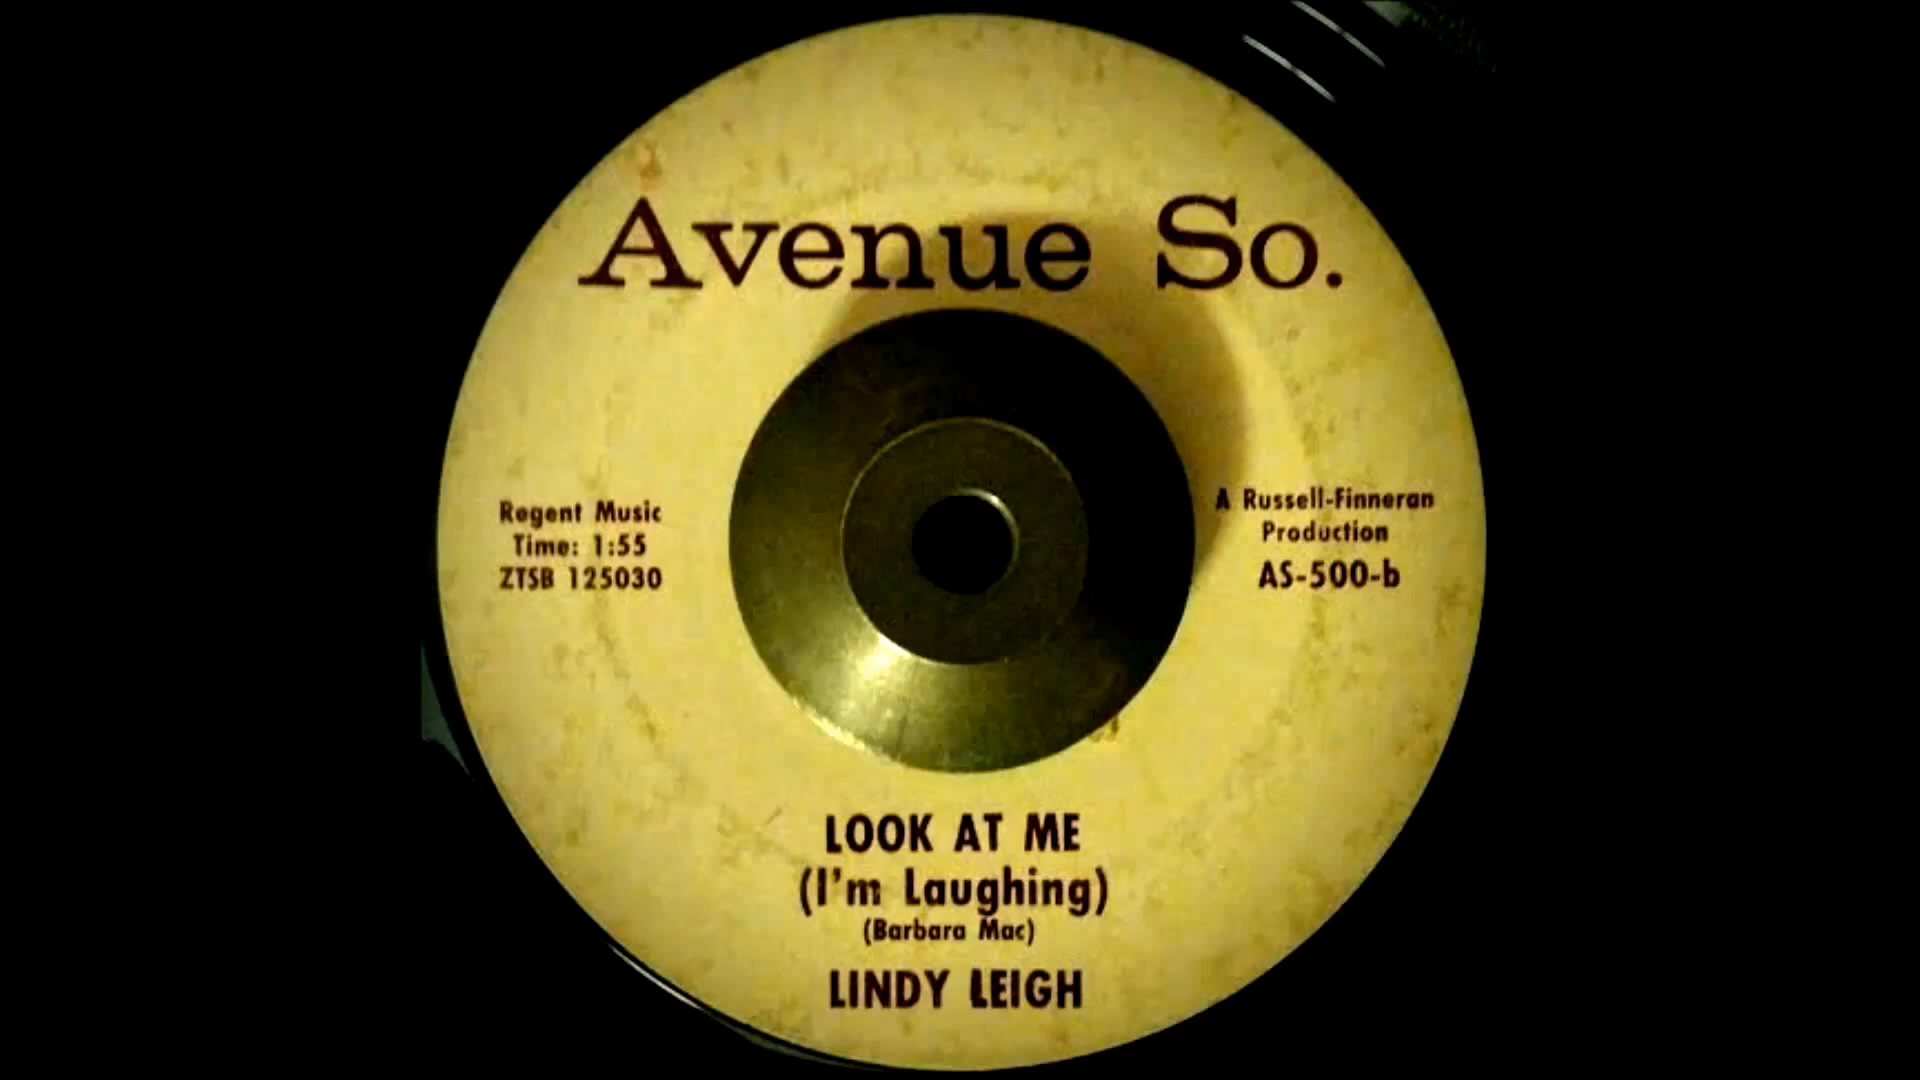 Avenue So.
Regent Music
Time: 1:55
ZTSB 125030
A Russell-Finneran
Production
AS-500-b
LOOK AT ME
(I'm Laughing)
(Barbara Mac)
LINDY LEIGH